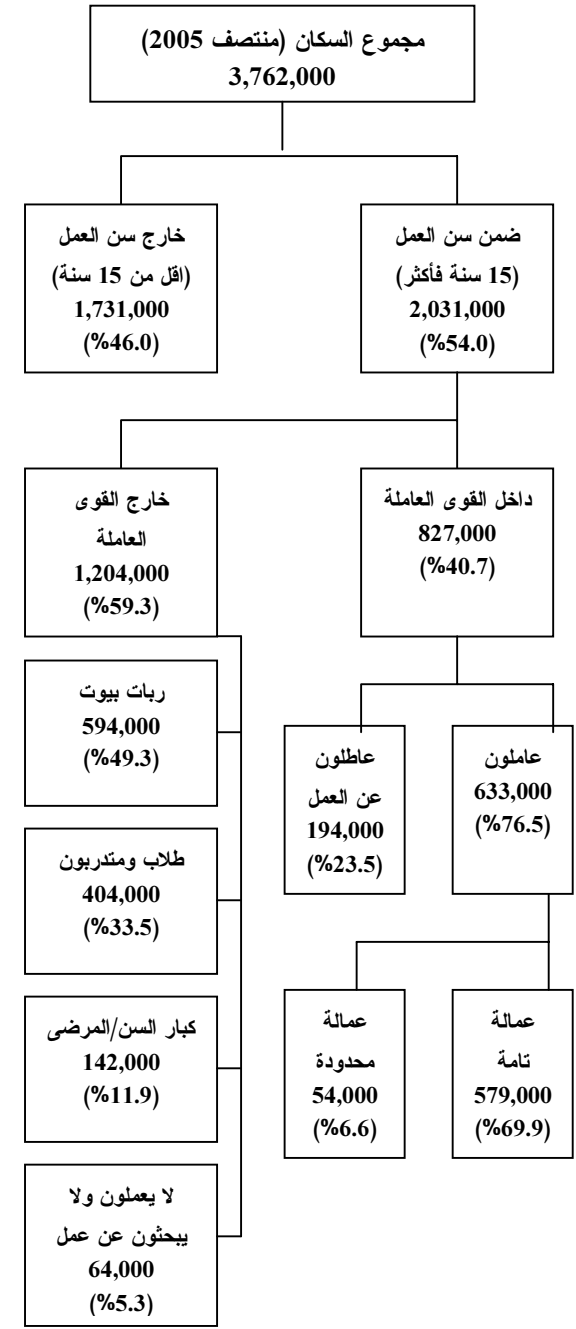 مجموع السكان (منتصف 2005)
3,762,000
ضمن سن العمل
(15 سنة فأكثر)
2,031,000
(%54.0)
خارج سن العمل
(اقل من 15 سنة)
1,731,000
(%46.0)
داخل القوى العاملة
827,000
(%40.7)
خارج القوى
العاملة
1,204,000
(%59.3)
عاملون
633,000
(%76.5)
عاطلون
عن العمل
194,000
(%23.5)
عمالة
تامة
579,000
(%69.9)
عمالة
محدودة
54,000
(%6.6)
ربات بيوت
594,000
(%49.3)
طلاب ومتدربون
404,000
(%33.5)
كبار السن/المرضى
142,000
(%11.9)
لا يعملون ولا
يبحثون عن عمل
64,000
(%5.3)